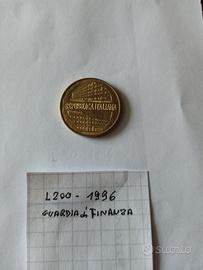 REPUBBLICA ITALIANA
L200 - 1996
GUARDIA di FINANZA
subito